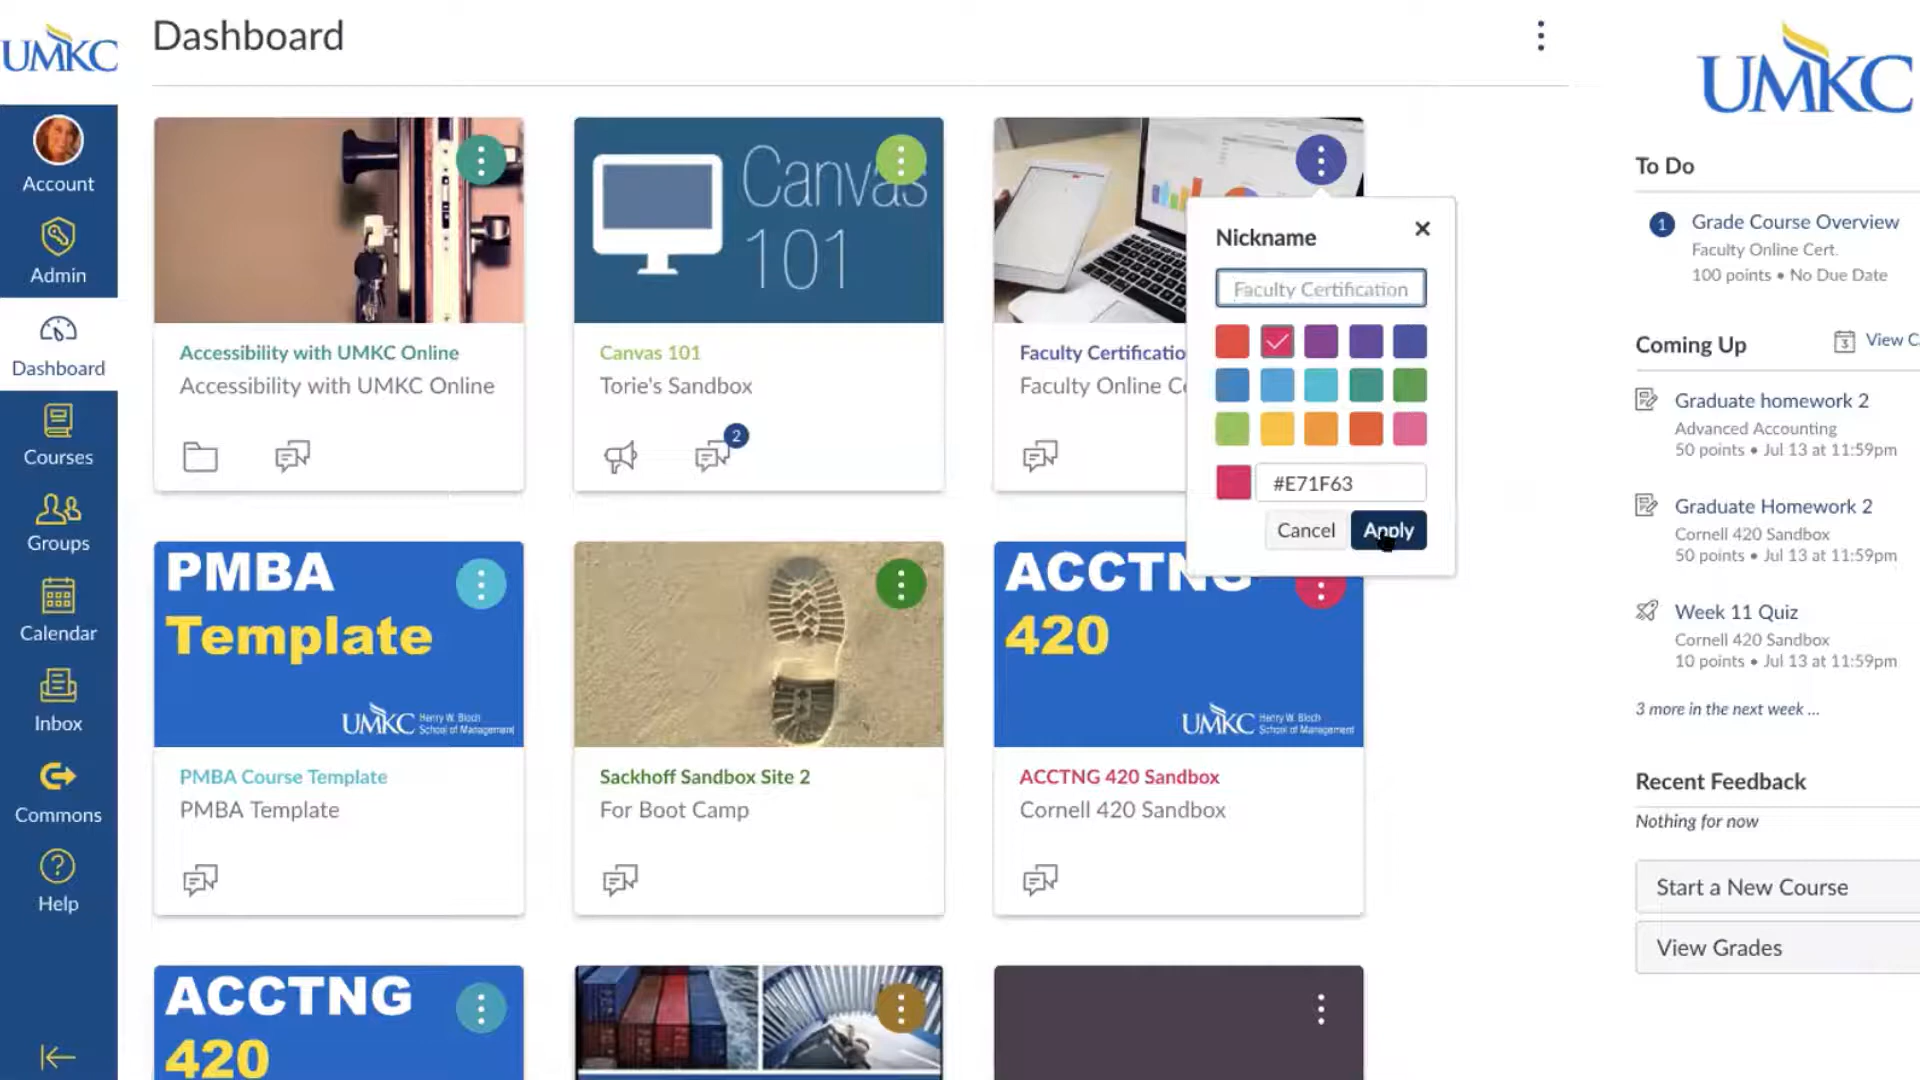 UMKC
Account
Admin
Dashboard
Courses
Groups
Calendar
Inbox
Commons
Help
Dashboard
Canvas
101
Accessibility with UMKC Online
Accessibility with UMKC Online
Canvas 101
Torie's Sandbox
2
Faculty Certificatio
Faculty Online Ce
Nickname
Faculty Certification
#E71F63
Cancel
Apply
PMBA
Template
UMKC Henry W. Bloch
School of Management
PMBA Course Template
PMBA Template
Sackhoff Sandbox Site 2
For Boot Camp
ACCTNG
420
UMKC Henry W. Bloch
School of Management
ACCTNG 420 Sandbox
Cornell 420 Sandbox
ACCTNG
420
UMKC
To Do
1
Grade Course Overview
Faculty Online Cert.
100 points • No Due Date
Coming Up
3
View C
Graduate homework 2
Advanced Accounting
50 points • Jul 13 at 11:59pm
Graduate Homework 2
Cornell 420 Sandbox
50 points • Jul 13 at 11:59pm
Week 11 Quiz
Cornell 420 Sandbox
10 points • Jul 13 at 11:59pm
3 more in the next week ...
Recent Feedback
Nothing for now
Start a New Course
View Grades